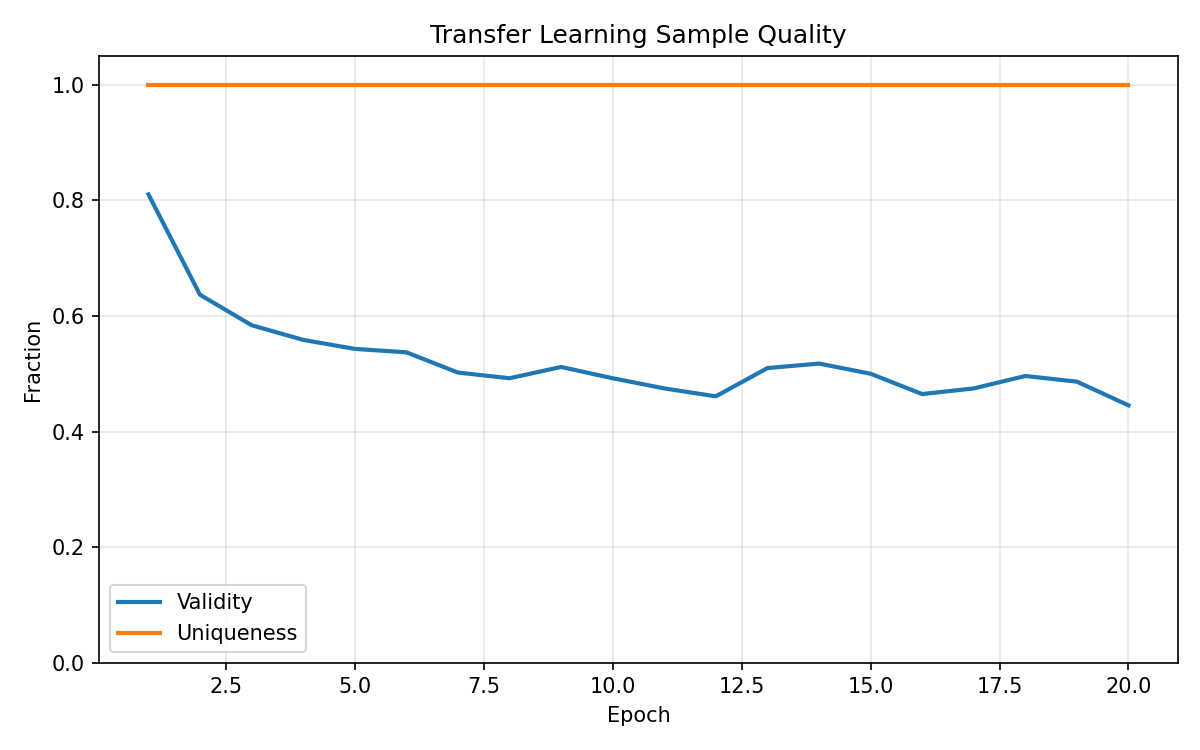 Transfer Learning Sample Quality
1.0
0.8
0.6
0.4
0.2
0.0
Fraction
Validity
Uniqueness
2.5 5.0 7.5 10.0 12.5 15.0 17.5 20.0
Epoch